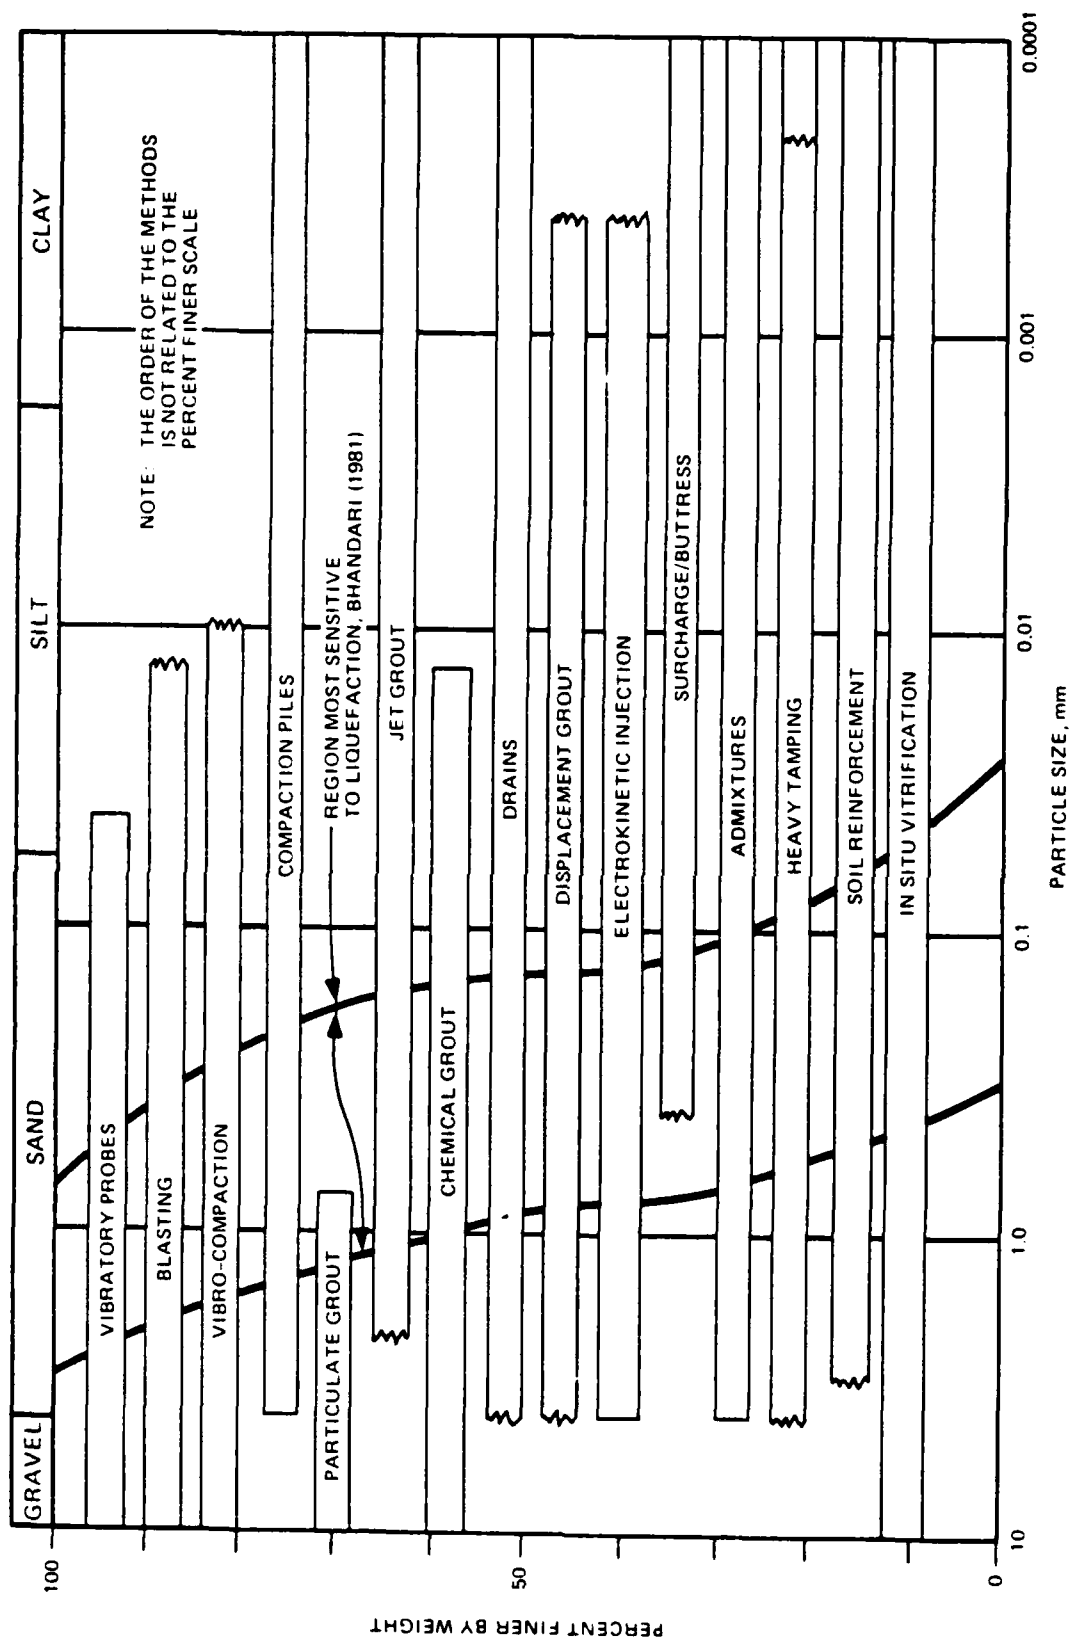 GRAVEL
SAND
SILT
CLAY
NOTE: THE ORDER OF THE METHODS
IS NOT RELATED TO THE
PERCENT FINER SCALE
VIBRATORY PROBES
BLASTING
VIBRO-COMPACTION
COMPACTION PILES
REGION MOST SENSITIVE
TO LIQUEFACTION, BHANDARI (1981)
PARTICULATE GROUT
JET GROUT
CHEMICAL GROUT
DRAINS
DISPLACEMENT GROUT
ELECTROKINETIC INJECTION
SURCHARGE/BUTTRESS
ADMIXTURES
HEAVY TAMPING
SOIL REINFORCEMENT
IN SITU VITRIFICATION
100
50
0
PERCENT FINER BY WEIGHT
10
1.0
0.1
0.01
0.001
0.0001
PARTICLE SIZE, mm